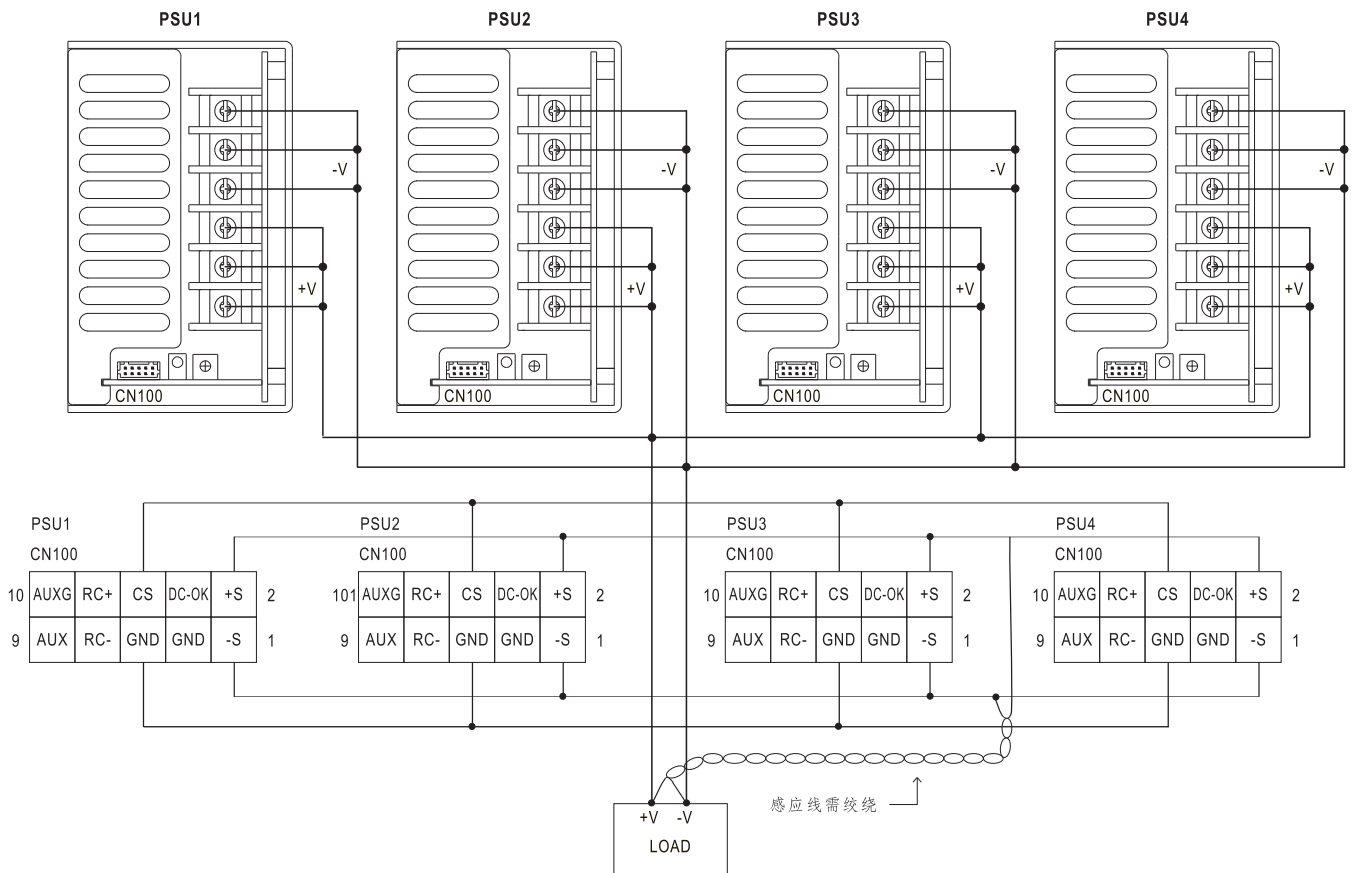 PSU1 PSU2 PSU3 PSU4
-V -V -V -V
+V +V +V +V
CN100 CN100 CN100 CN100
PSU1 PSU2 PSU3 PSU4
CN100 CN100 CN100 CN100
10 AUXG RC+ CS DC-OK +S 2 101 AUXG RC+ CS DC-OK +S 2 10 AUXG RC+ CS DC-OK +S 2 10 AUXG RC+ CS DC-OK +S 2
9 AUX RC- GND GND -S 1 9 AUX RC- GND GND -S 1 9 AUX RC- GND GND -S 1 9 AUX RC- GND GND -S 1
感应线需绞绕
+V -V
LOAD